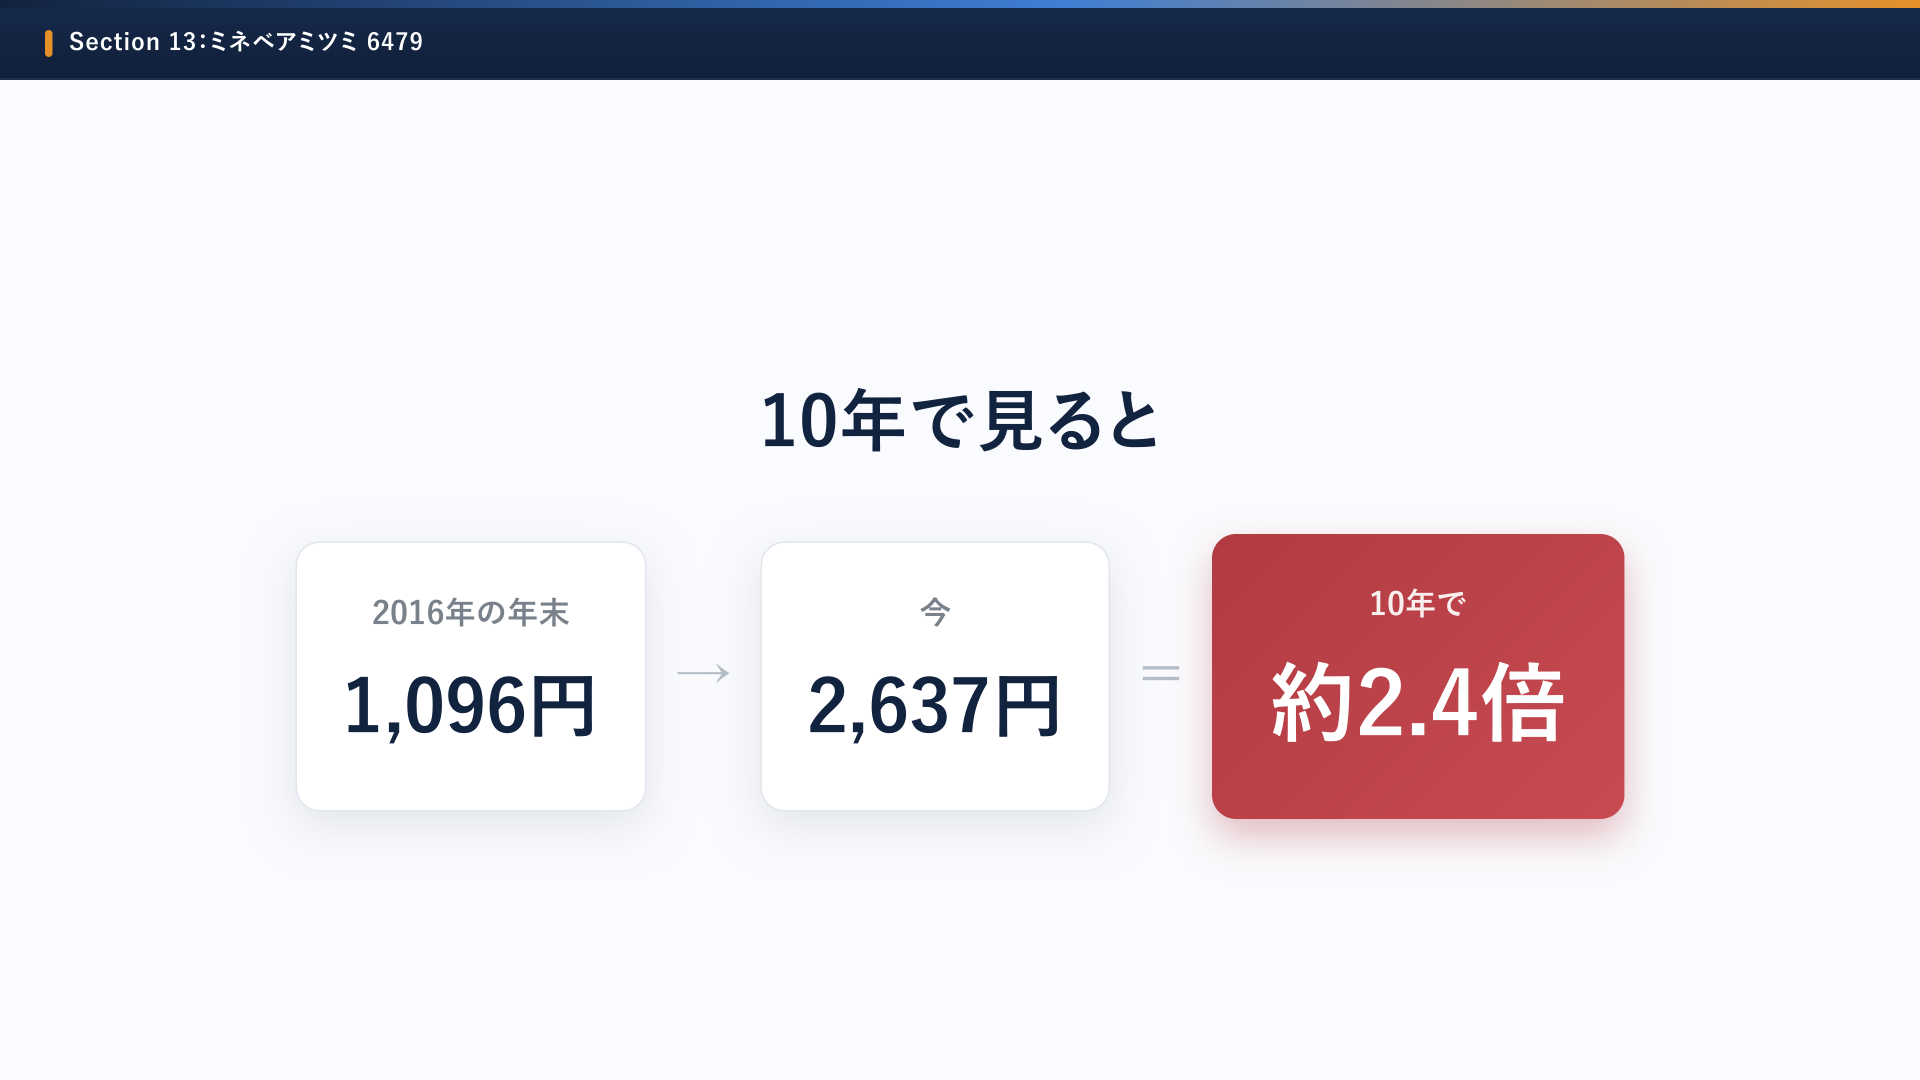 Section 13：ミネベアミツミ 6479
10年で見ると
2016年の年末
1,096円
→
今
2,637円
＝
10年で
約2.4倍